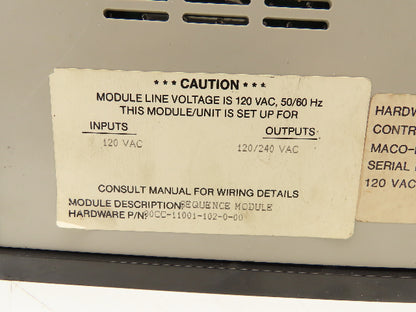 *** CAUTION ***
MODULE LINE VOLTAGE IS 120 VAC, 50/60 Hz
THIS MODULE/UNIT IS SET UP FOR
INPUTS OUTPUTS
120 VAC 120/240 VAC
CONSULT MANUAL FOR WIRING DETAILS
MODULE DESCRIPTION: SEQUENCE MODULE
HARDWARE P/N: 80CC-11001-102-0-00
HARDW
CONTR
MACO-
SERIAL
120 VAC